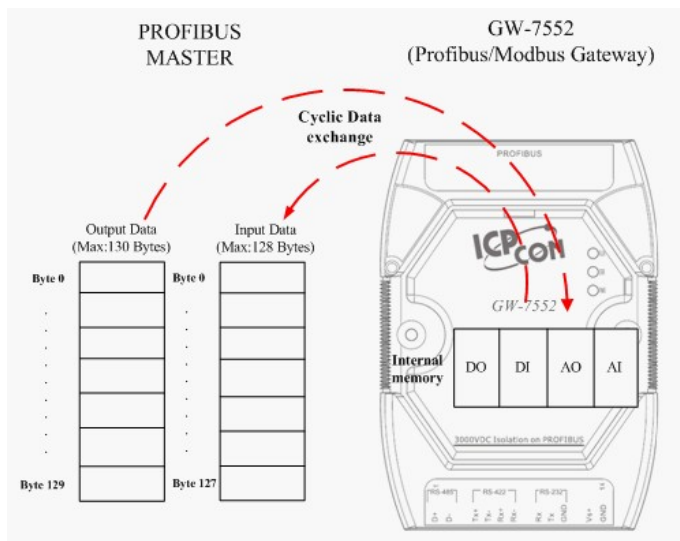 PROFIBUS
MASTER
GW-7552
(Profibus/Modbus Gateway)
Cyclic Data
exchange
PROFIBUS
Output Data
(Max:130 Bytes)
Input Data
(Max:128 Bytes)
Byte 0
Byte 0
ICP CON
GW-7552
Internal
memory
DO
DI
AO
AI
3000VDC Isolation on PROFIBUS
Byte 129
Byte 127
1
RS-485
RS-422
RS-232
14
D+
D-
Tx+
Tx-
Rx+
Rx-
Rx
Tx
GND
Vs+
GND